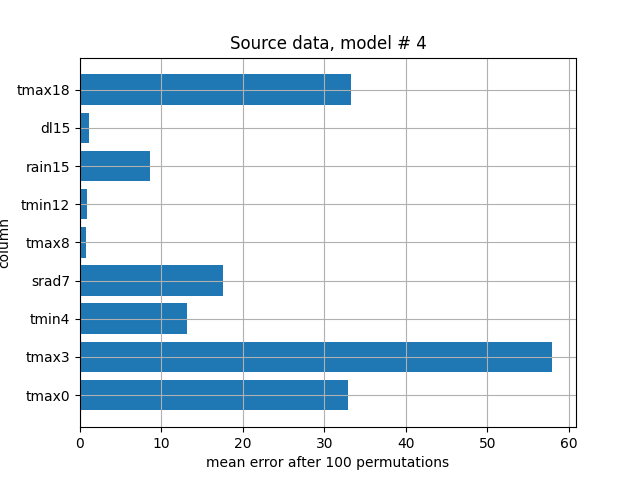 Source data, model # 4
tmax18
dl15
rain15
tmin12
tmax8
srad7
tmin4
tmax3
tmax0
column
0 10 20 30 40 50 60
mean error after 100 permutations